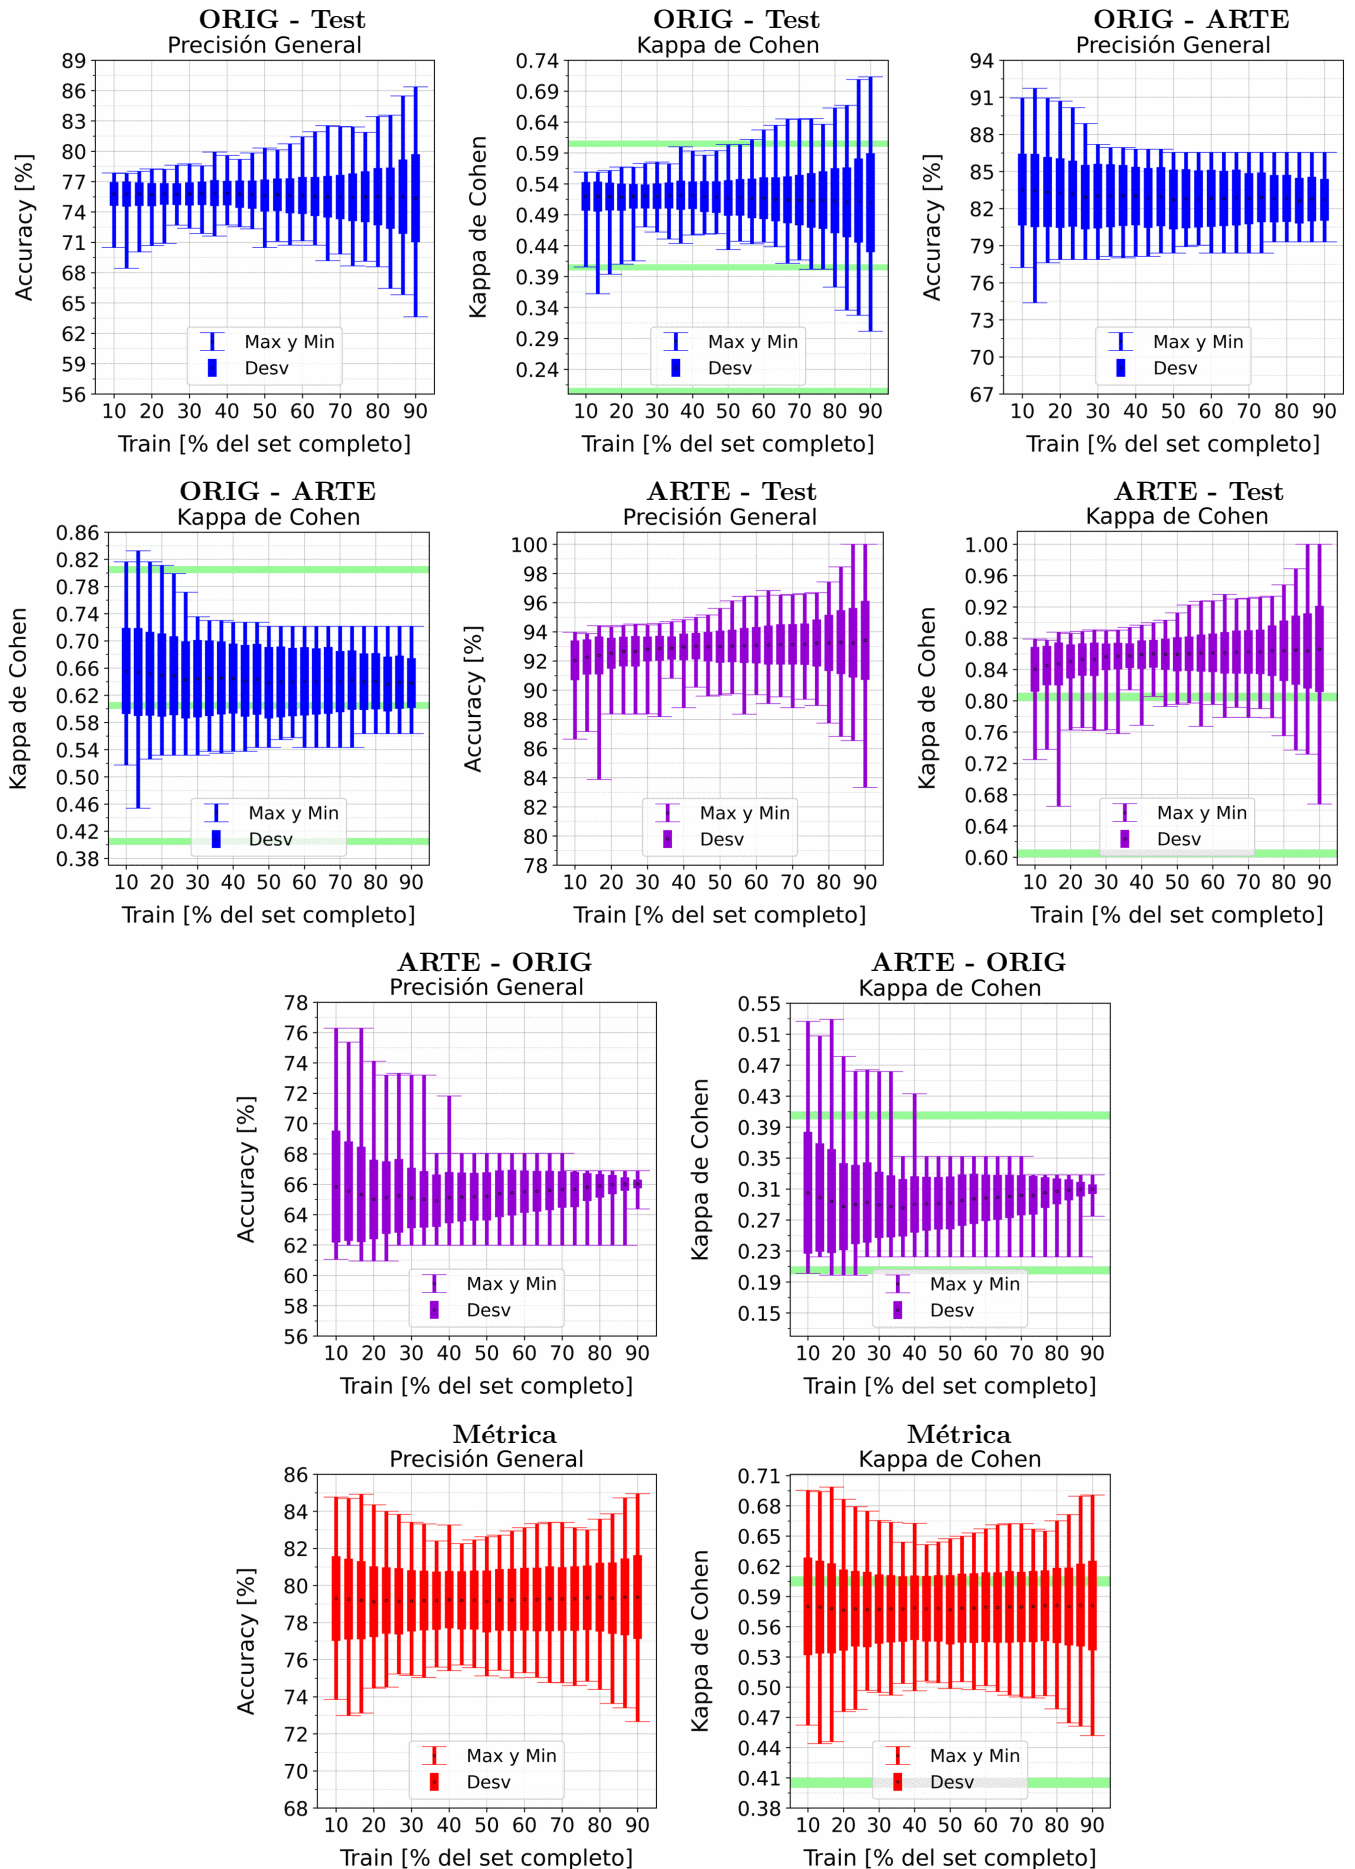 ORIG - Test
Precisión General
89
86
83
80
77
74
71
68
65
62
59
56
Accuracy [%]
Max y Min
Desv
10 20 30 40 50 60 70 80 90
Train [% del set completo]
ORIG - Test
Kappa de Cohen
0.74
0.69
0.64
0.59
0.54
0.49
0.44
0.39
0.34
0.29
0.24
Kappa de Cohen
Max y Min
Desv
10 20 30 40 50 60 70 80 90
Train [% del set completo]
ORIG - ARTE
Precisión General
94
91
88
85
82
79
76
73
70
67
Accuracy [%]
Max y Min
Desv
10 20 30 40 50 60 70 80 90
Train [% del set completo]
ORIG - ARTE
Kappa de Cohen
0.86
0.82
0.78
0.74
0.70
0.66
0.62
0.58
0.54
0.50
0.46
0.42
0.38
Kappa de Cohen
Max y Min
Desv
10 20 30 40 50 60 70 80 90
Train [% del set completo]
ARTE - Test
Precisión General
100
98
96
94
92
90
88
86
84
82
80
78
Accuracy [%]
Max y Min
Desv
10 20 30 40 50 60 70 80 90
Train [% del set completo]
ARTE - Test
Kappa de Cohen
1.00
0.96
0.92
0.88
0.84
0.80
0.76
0.72
0.68
0.64
0.60
Kappa de Cohen
Max y Min
Desv
10 20 30 40 50 60 70 80 90
Train [% del set completo]
ARTE - ORIG
Precisión General
78
76
74
72
70
68
66
64
62
60
58
56
Accuracy [%]
Max y Min
Desv
10 20 30 40 50 60 70 80 90
Train [% del set completo]
ARTE - ORIG
Kappa de Cohen
0.55
0.51
0.47
0.43
0.39
0.35
0.31
0.27
0.23
0.19
0.15
Kappa de Cohen
Max y Min
Desv
10 20 30 40 50 60 70 80 90
Train [% del set completo]
Métrica
Precisión General
86
84
82
80
78
76
74
72
70
68
Accuracy [%]
Max y Min
Desv
10 20 30 40 50 60 70 80 90
Train [% del set completo]
Métrica
Kappa de Cohen
0.71
0.68
0.65
0.62
0.59
0.56
0.53
0.50
0.47
0.44
0.41
0.38
Kappa de Cohen
Max y Min
Desv
10 20 30 40 50 60 70 80 90
Train [% del set completo]